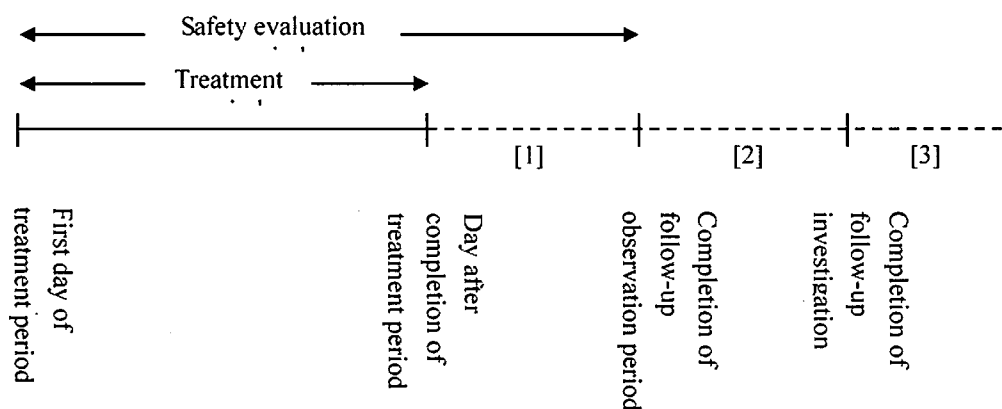 Safety evaluation
Treatment
[1]
[2]
[3]
First day of
treatment period
Day after
completion of
treatment period
Completion of
follow-up
observation period
Completion of
follow-up
investigation